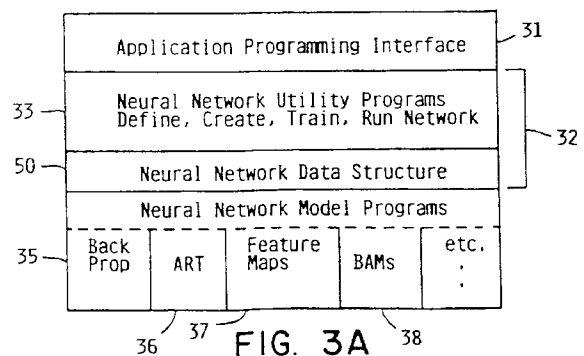 Application Programming Interface
31
33
Neural Network Utility Programs
Define, Create, Train, Run Network
32
50
Neural Network Data Structure
Neural Network Model Programs
35
Back
Prop
ART
Feature
Maps
BAMs
etc.
.
.
36
37
38
FIG. 3A